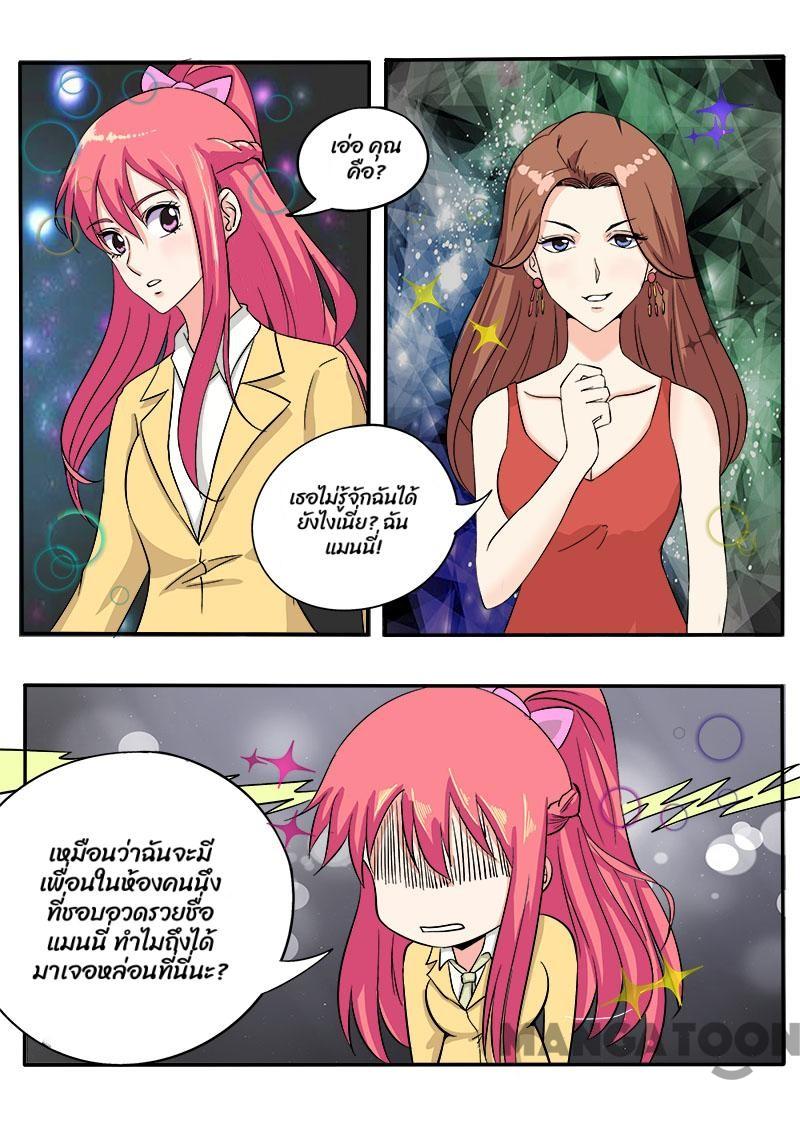 เอ่อ คุณ
คือ?
เธอไม่รู้จักฉันได้
ยังไงเนี่ย? ฉัน
แมนนี่!
เหมือนว่าฉันจะมี
เพื่อนในห้องคนนึง
ที่ชอบอวดรวยชื่อ
แมนนี่ ทำไมถึงได้
มาเจอหล่อนที่นี่นะ?
MANGATOON